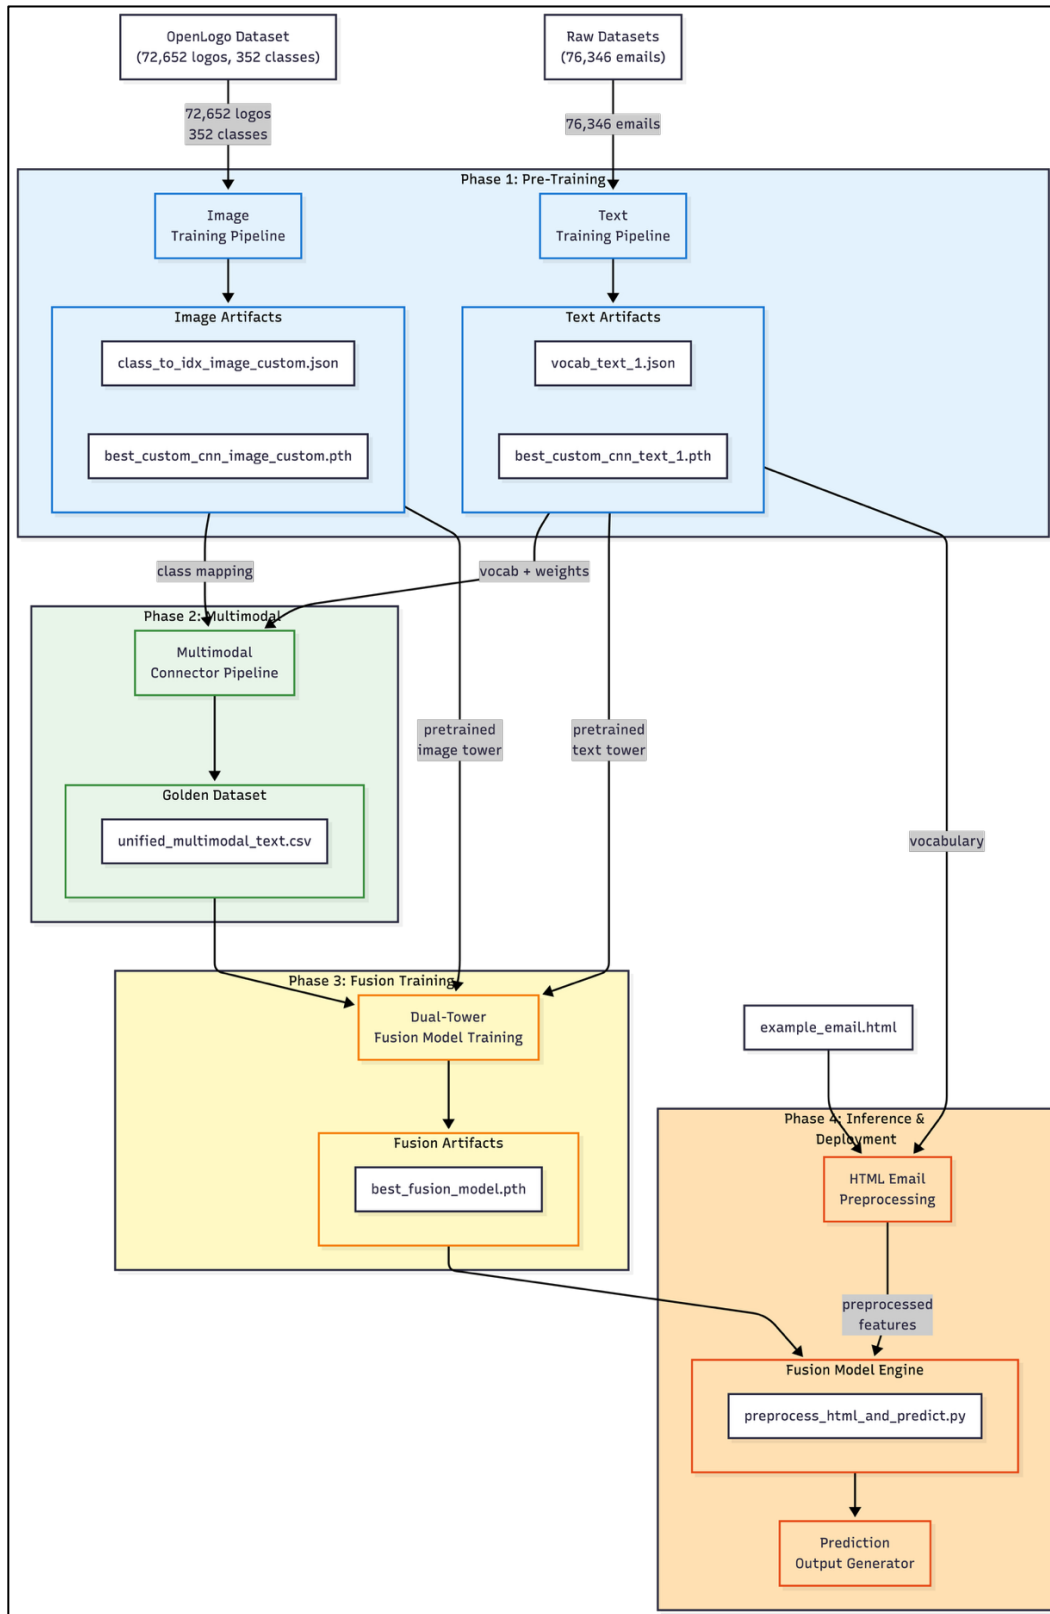 OpenLogo Dataset
(72,652 logos, 352 classes)
Raw Datasets
(76,346 emails)
72,652 logos
352 classes
76,346 emails
Phase 1: Pre-Training
Image
Training Pipeline
Text
Training Pipeline
Image Artifacts
class_to_idx_image_custom.json
best_custom_cnn_image_custom.pth
Text Artifacts
vocab_text_1.json
best_custom_cnn_text_1.pth
class mapping
vocab + weights
Phase 2: Multimodal
Multimodal
Connector Pipeline
pretrained
image tower
pretrained
text tower
Golden Dataset
unified_multimodal_text.csv
vocabulary
Phase 3: Fusion Training
Dual-Tower
Fusion Model Training
example_email.html
Fusion Artifacts
best_fusion_model.pth
Phase 4: Inference &
Deployment
HTML Email
Preprocessing
preprocessed
features
Fusion Model Engine
preprocess_html_and_predict.py
Prediction
Output Generator